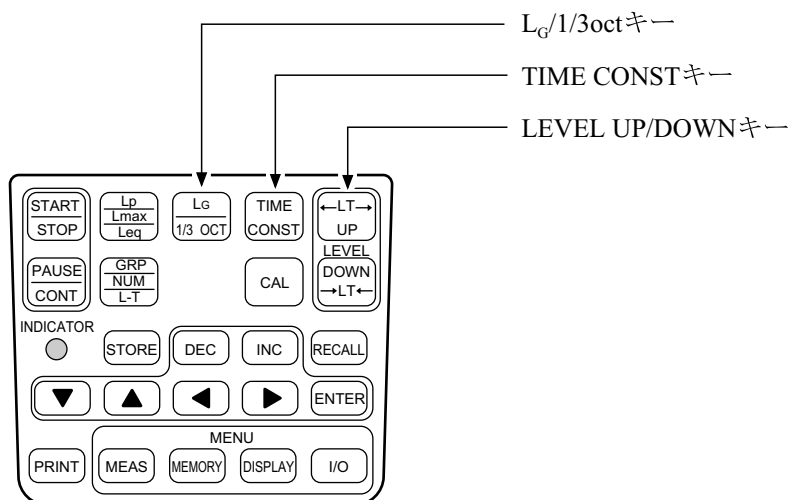 LG/1/3octキー
TIME CONSTキー
LEVEL UP/DOWNキー
START
STOP
Lp
Lmax
Leq
LG
1/3 OCT
TIME
CONST
←LT→
UP
LEVEL
PAUSE
CONT
GRP
NUM
L-T
CAL
DOWN
→LT←
INDICATOR
STORE
DEC
INC
RECALL
ENTER
MENU
PRINT
MEAS
MEMORY
DISPLAY
I/O